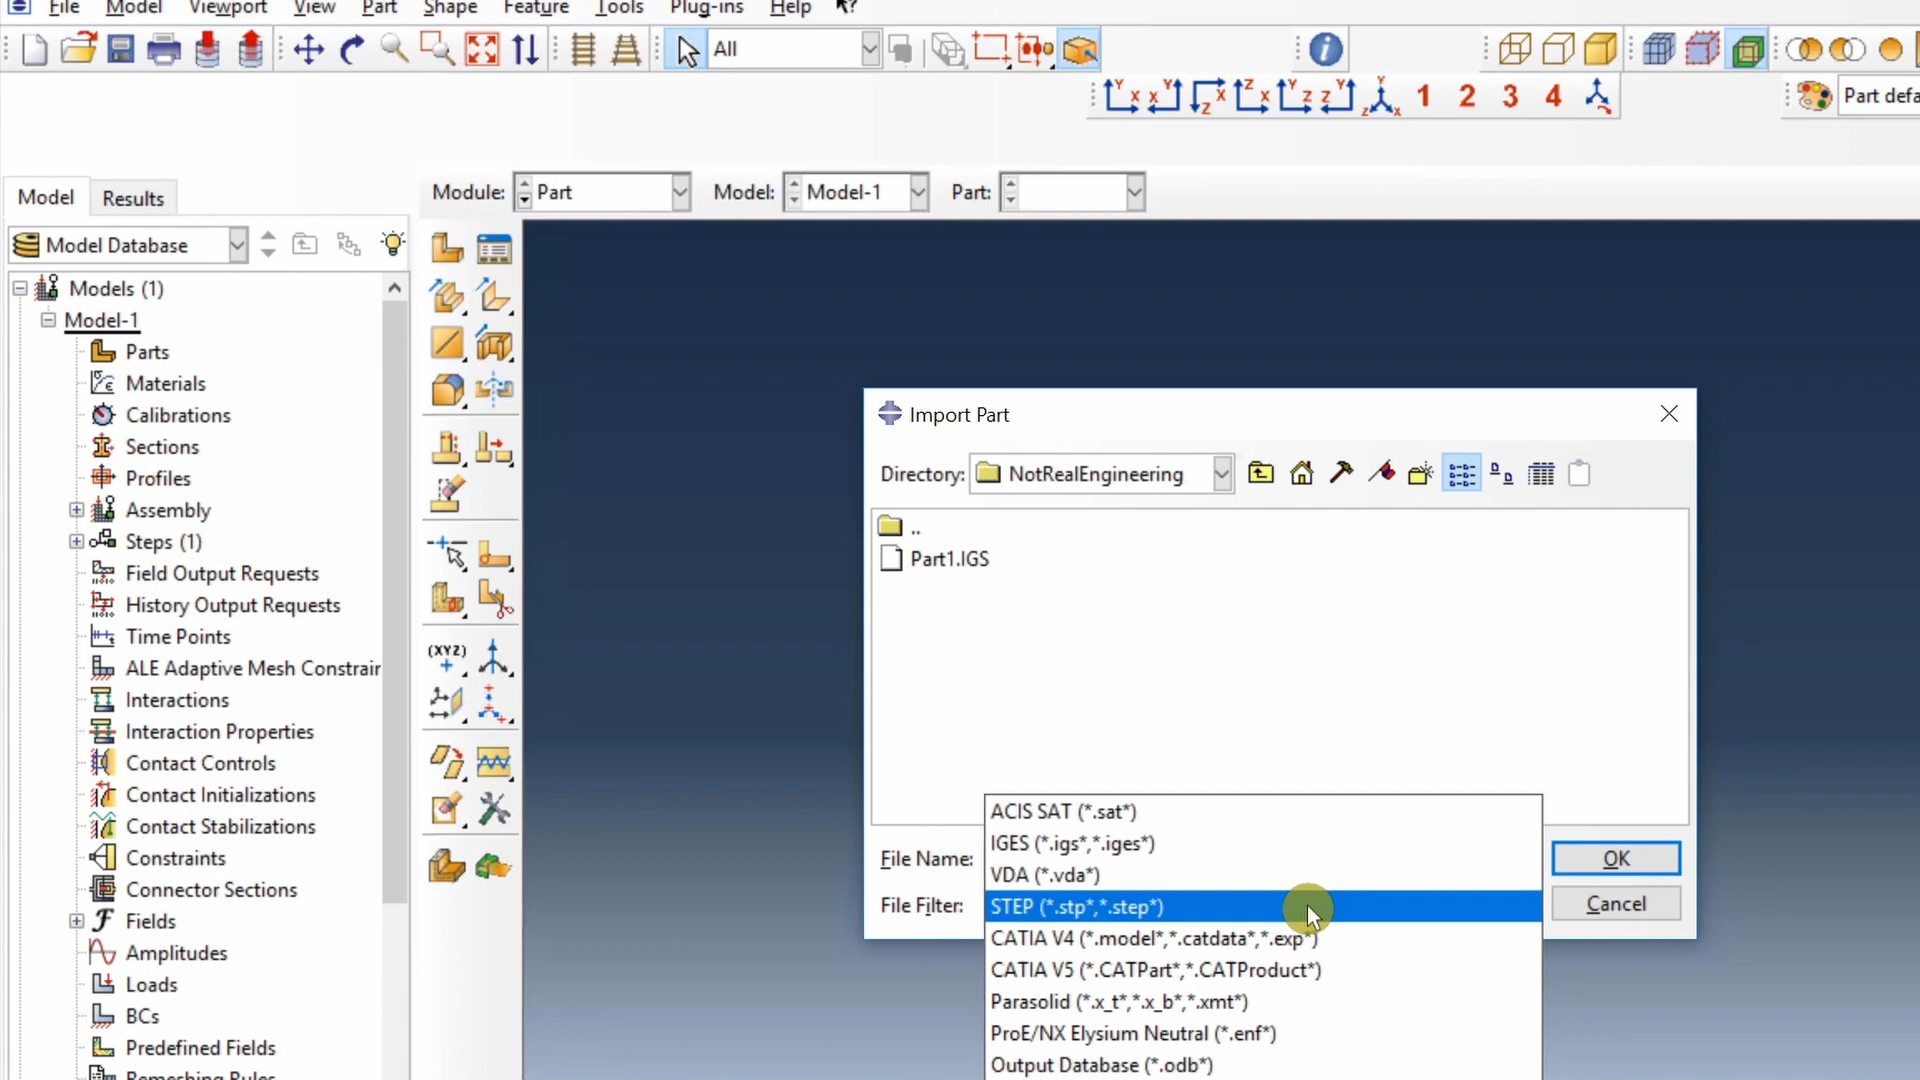 File Model Viewport View Part Shape Feature Tools Plug-ins Help
All
1 2 3 4
Part defa
Model Results
Module: Part Model: Model-1 Part:
Model Database
Models (1)
Model-1
Parts
Materials
Calibrations
Sections
Profiles
Assembly
Steps (1)
Field Output Requests
History Output Requests
Time Points
ALE Adaptive Mesh Constrair
Interactions
Interaction Properties
Contact Controls
Contact Initializations
Contact Stabilizations
Constraints
Connector Sections
Fields
Amplitudes
Loads
BCs
Predefined Fields
Remeshing Rules
(XYZ)
Import Part
Directory: NotRealEngineering
..
Part1.IGS
File Name:
File Filter:
ACIS SAT (*.sat*)
IGES (*.igs*,*.iges*)
VDA (*.vda*)
STEP (*.stp*,*.step*)
CATIA V4 (*.model*,*.catdata*,*.exp*)
CATIA V5 (*.CATPart*,*.CATProduct*)
Parasolid (*.x_t*,*.x_b*,*.xmt*)
ProE/NX Elysium Neutral (*.enf*)
Output Database (*.odb*)
OK
Cancel